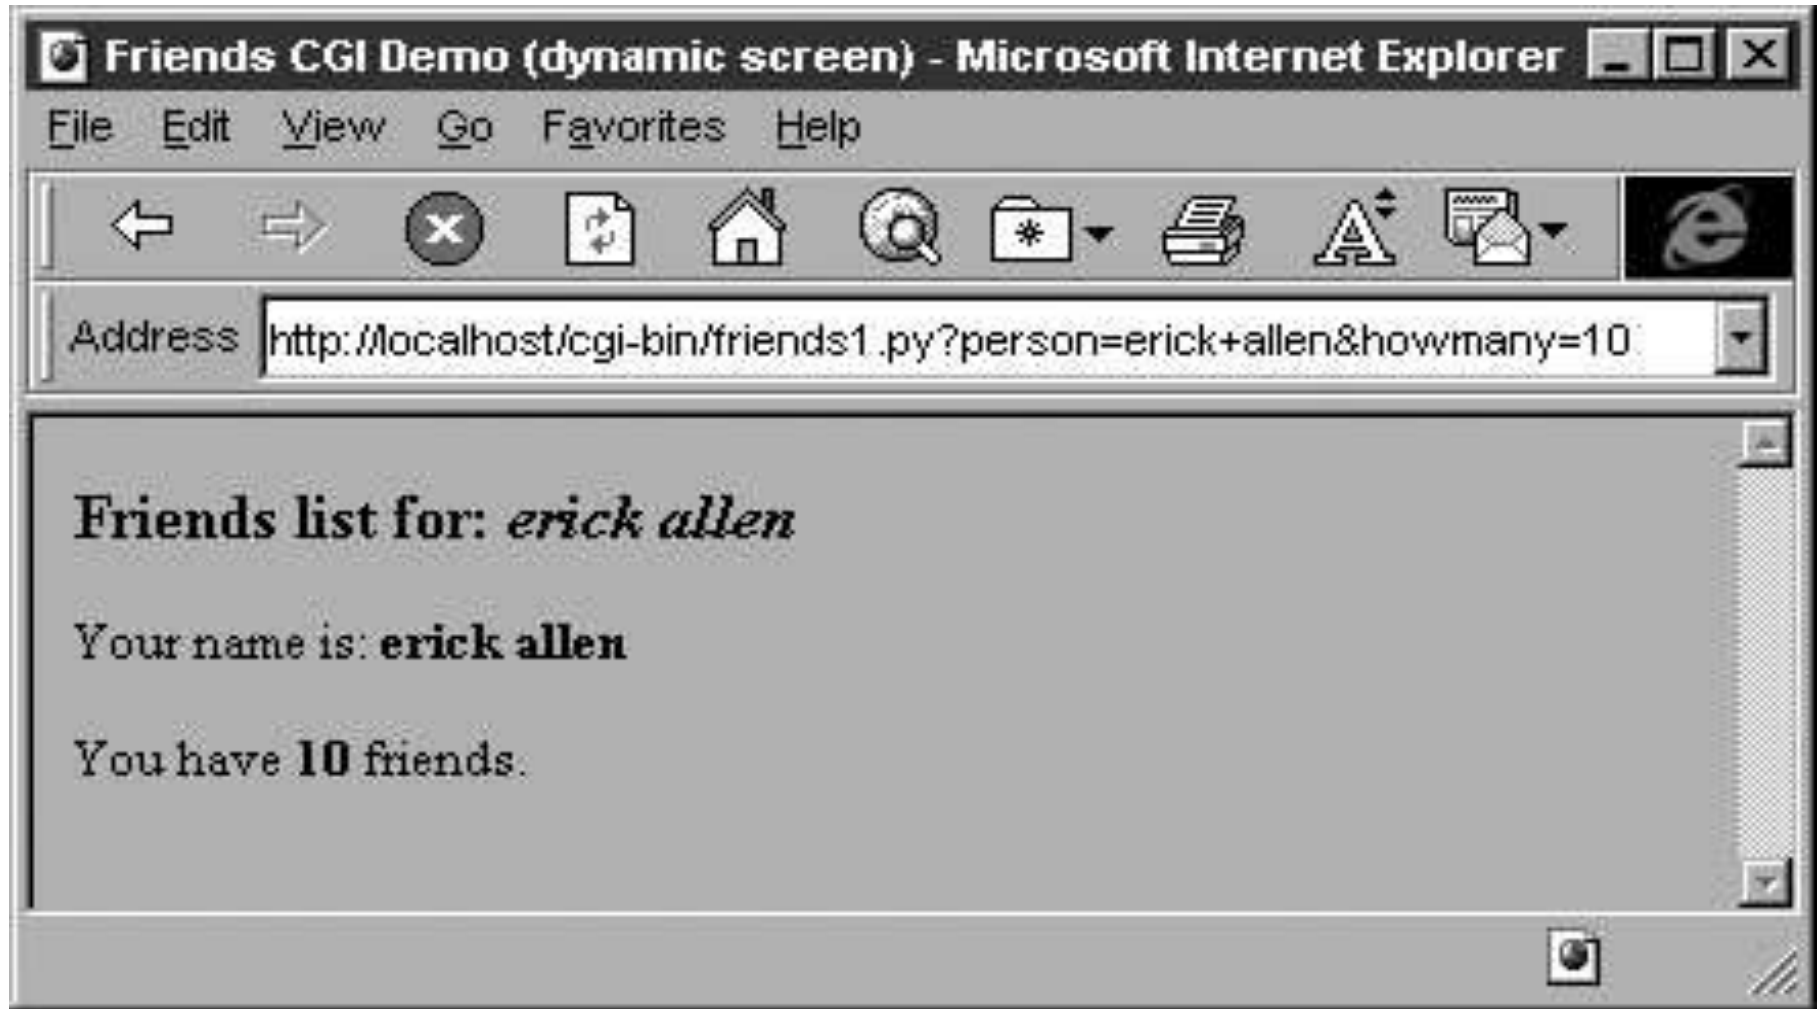 Friends CGI Demo (dynamic screen) - Microsoft Internet Explorer
File Edit View Go Favorites Help
Address http://localhost/cgi-bin/friends1.py?person=erick+allen&howmany=10
Friends list for: erick allen
Your name is: erick allen
You have 10 friends.